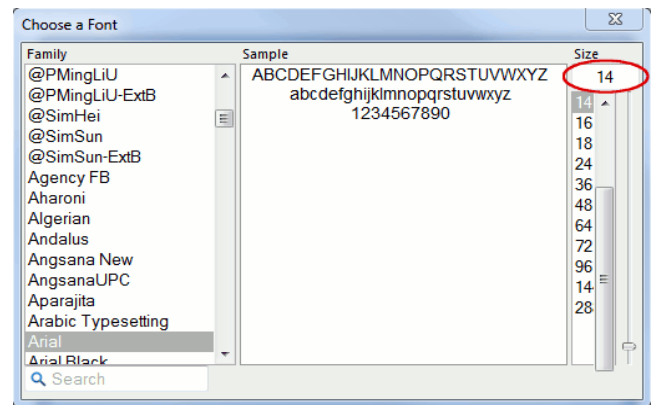 Choose a Font
Family
@PMingLiU
@PMingLiU-ExtB
@SimHei
@SimSun
@SimSun-ExtB
Agency FB
Aharoni
Algerian
Andalus
Angsana New
AngsanaUPC
Aparajita
Arabic Typesetting
Arial
Arial Black
Search
Sample
ABCDEFGHIJKLMNOPQRSTUVWXYZ
abcdefghijklmnopqrstuvwxyz
1234567890
Size
14
14
16
18
24
36
48
64
72
96
14
28